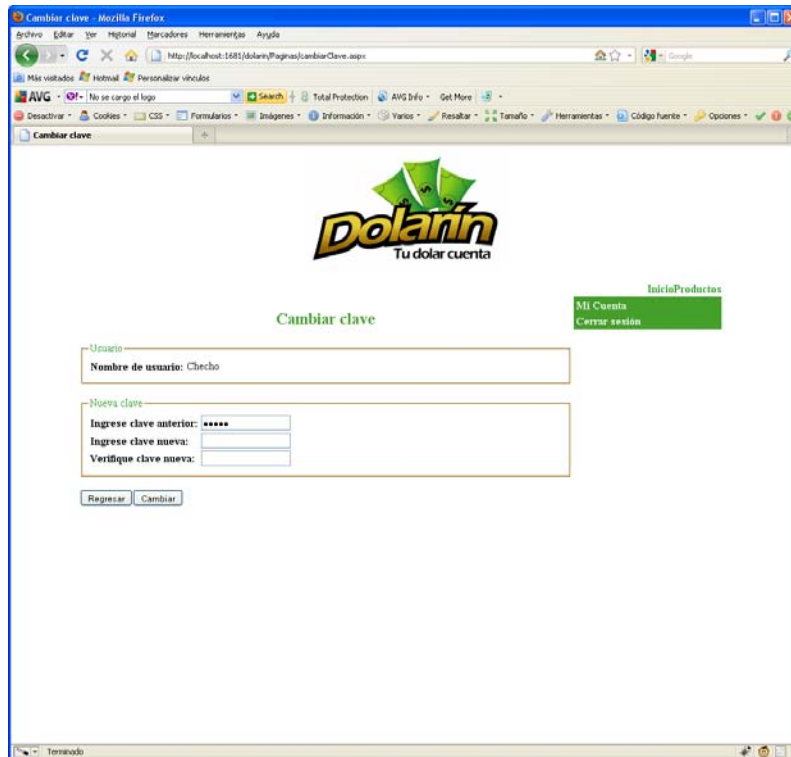 Cambiar clave - Mozilla Firefox
Archivo Editar Ver Historial Marcadores Herramientas Ayuda
http://localhost:1681/dolarin/Paginas/cambiarClave.aspx Google
Más visitados Hotmail Personalizar vínculos
AVG No se cargo el logo Search Total Protection AVG Info Get More
Desactivar Cookies CSS Formularios Imágenes Información Varios Resaltar Tamaño Herramientas Código fuente Opciones
Cambiar clave
Dolarín
Tu dolar cuenta
InicioProductos
Mi Cuenta
Cerrar sesión
Cambiar clave
Usuario
Nombre de usuario: Checho
Nueva clave
Ingrese clave anterior: •••••
Ingrese clave nueva:
Verifique clave nueva:
Regresar Cambiar
Terminado